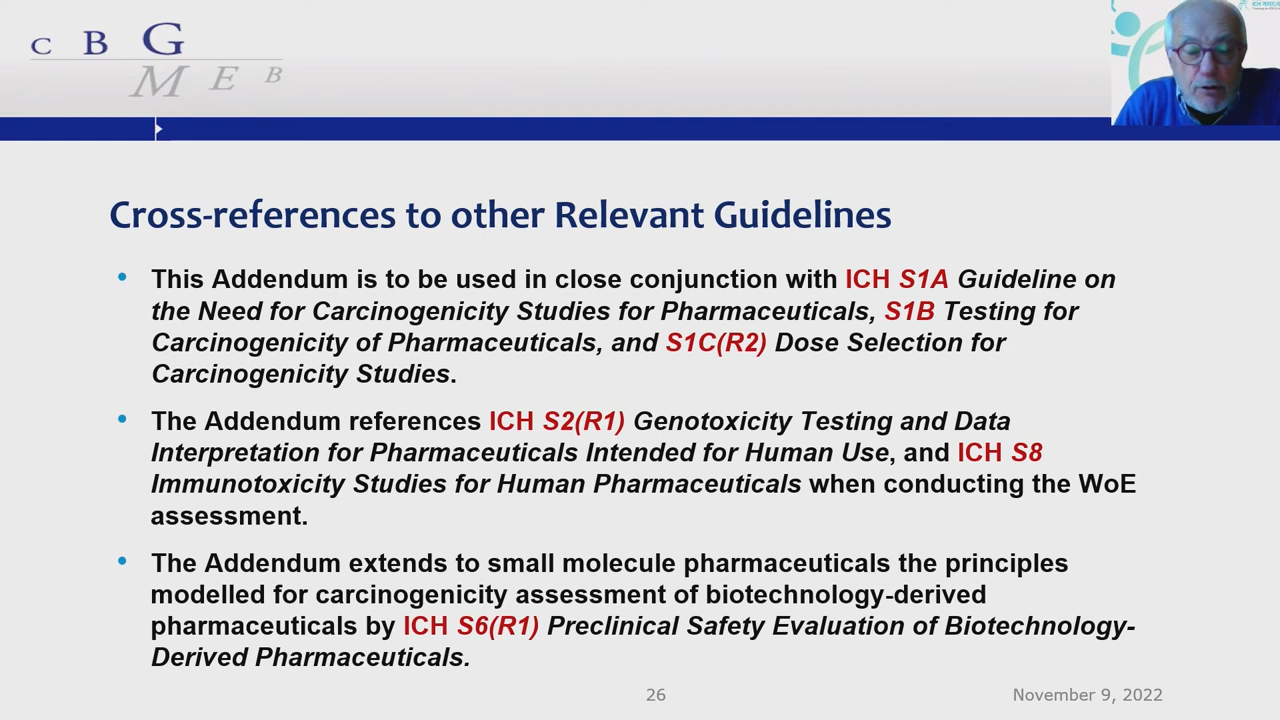 C B G
M E B
Cross-references to other Relevant Guidelines
• This Addendum is to be used in close conjunction with ICH S1A Guideline on
the Need for Carcinogenicity Studies for Pharmaceuticals, S1B Testing for
Carcinogenicity of Pharmaceuticals, and S1C(R2) Dose Selection for
Carcinogenicity Studies.
• The Addendum references ICH S2(R1) Genotoxicity Testing and Data
Interpretation for Pharmaceuticals Intended for Human Use, and ICH S8
Immunotoxicity Studies for Human Pharmaceuticals when conducting the WoE
assessment.
• The Addendum extends to small molecule pharmaceuticals the principles
modelled for carcinogenicity assessment of biotechnology-derived
pharmaceuticals by ICH S6(R1) Preclinical Safety Evaluation of Biotechnology-
Derived Pharmaceuticals.
26
November 9, 2022